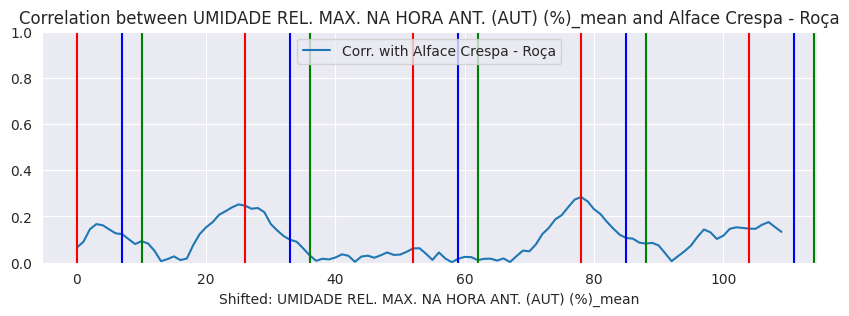 Correlation between UMIDADE REL. MAX. NA HORA ANT. (AUT) (%)_mean and Alface Crespa - Roça
1.0
Corr. with Alface Crespa - Roça
0.8
0.6
0.4
0.2
0.0
0 20 40 60 80 100
Shifted: UMIDADE REL. MAX. NA HORA ANT. (AUT) (%)_mean